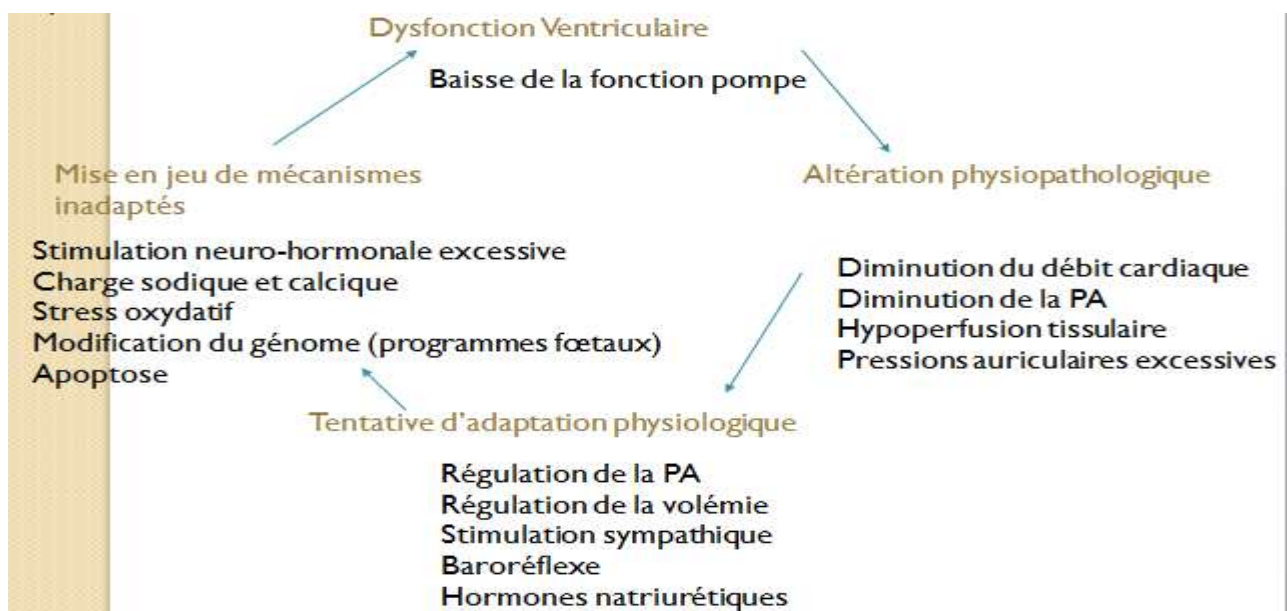 Dysfonction Ventriculaire
Baisse de la fonction pompe
Altération physiopathologique
Diminution du débit cardiaque
Diminution de la PA
Hypoperfusion tissulaire
Pressions auriculaires excessives
Tentative d'adaptation physiologique
Régulation de la PA
Régulation de la volémie
Stimulation sympathique
Baroréflexe
Hormones natriurétiques
Mise en jeu de mécanismes
inadaptés
Stimulation neuro-hormonale excessive
Charge sodique et calcique
Stress oxydatif
Modification du génome (programmes fœtaux)
Apoptose